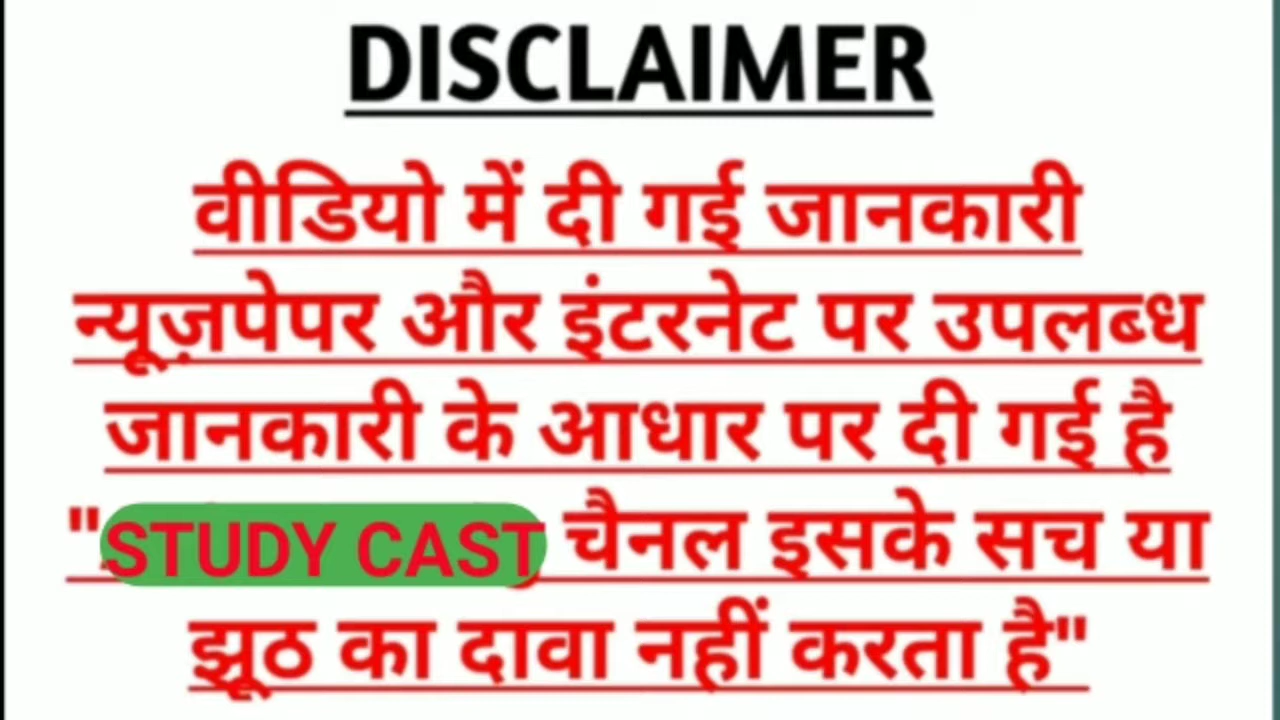 DISCLAIMER
वीडियो में दी गई जानकारी
न्यूज़पेपर और इंटरनेट पर उपलब्ध
जानकारी के आधार पर दी गई है
"STUDY CAST चैनल इसके सच या
झूठ का दावा नहीं करता है"